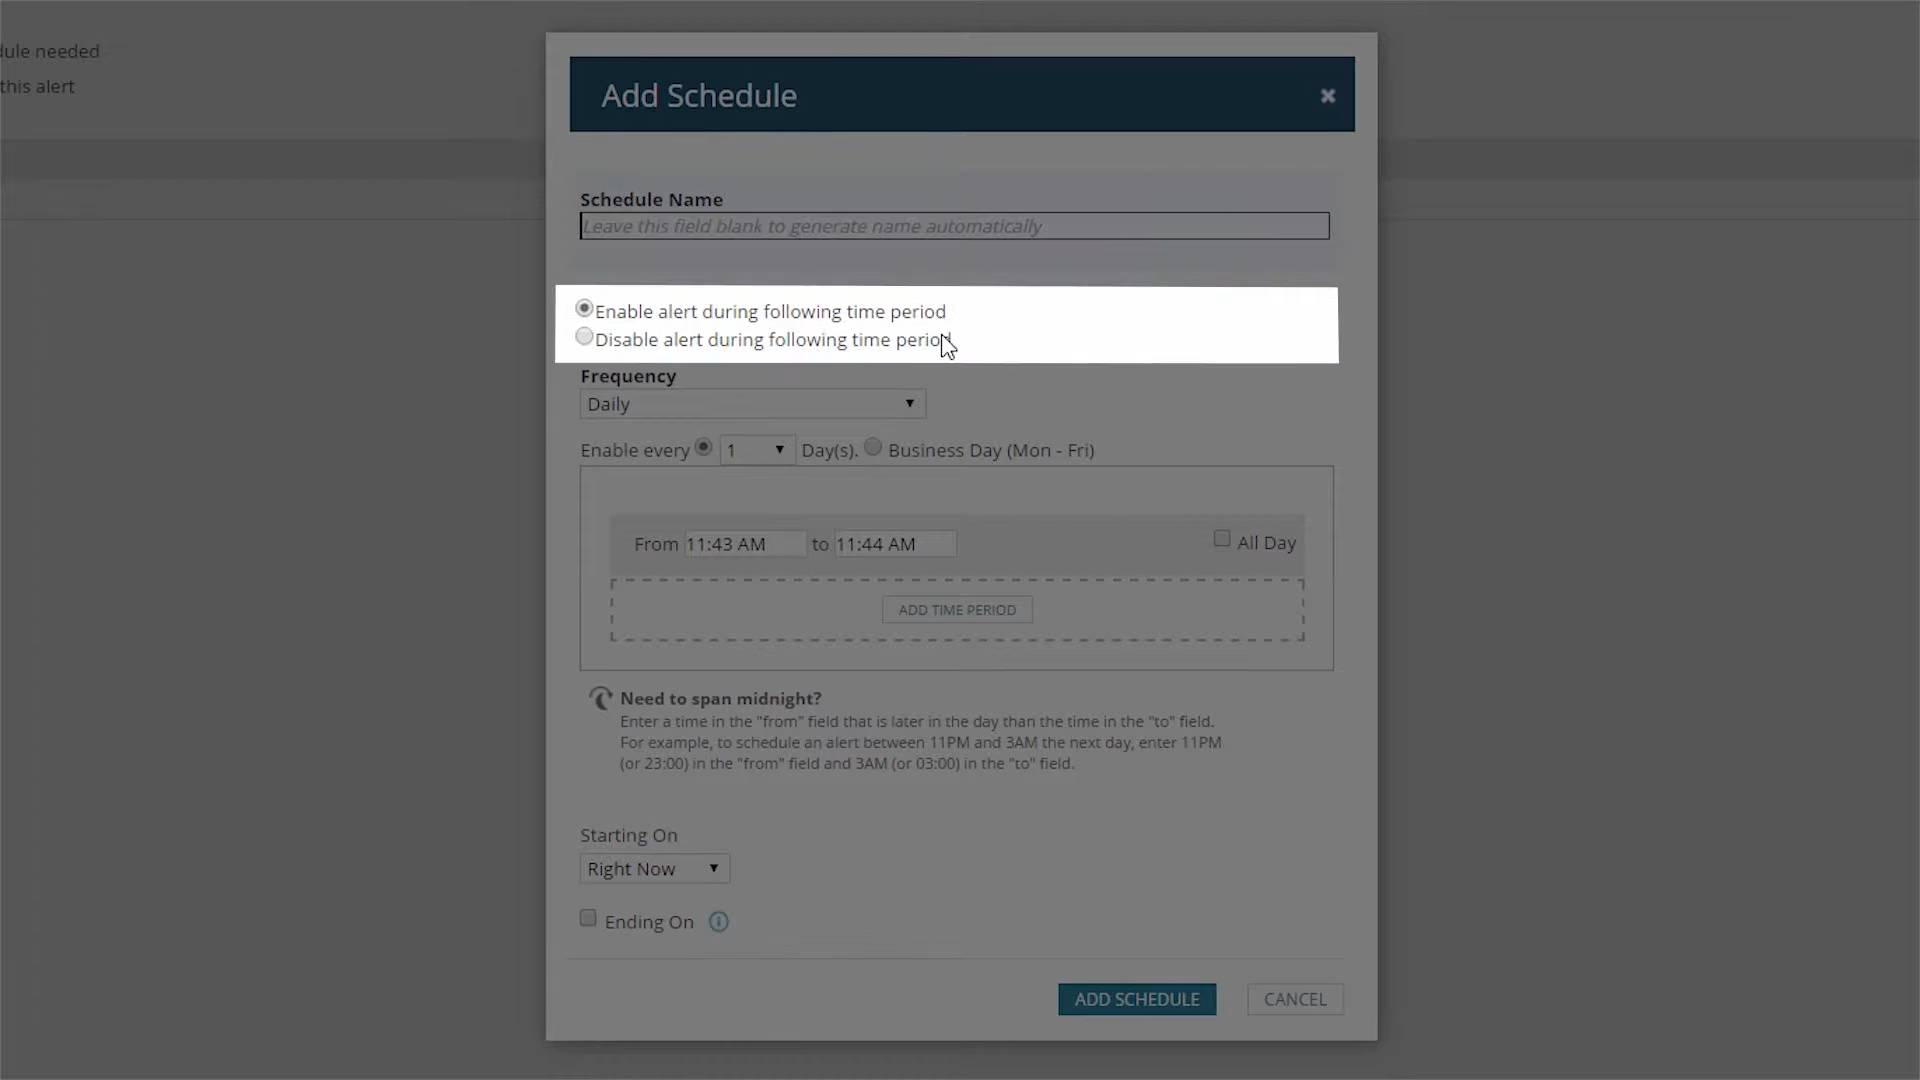 dule needed
this alert
Add Schedule
Schedule Name
Leave this field blank to generate name automatically
Enable alert during following time period
Disable alert during following time period
Frequency
Daily
Enable every 1 Day(s). Business Day (Mon - Fri)
From 11:43 AM to 11:44 AM All Day
ADD TIME PERIOD
Need to span midnight?
Enter a time in the "from" field that is later in the day than the time in the "to" field.
For example, to schedule an alert between 11PM and 3AM the next day, enter 11PM
(or 23:00) in the "from" field and 3AM (or 03:00) in the "to" field.
Starting On
Right Now
Ending On
ADD SCHEDULE CANCEL